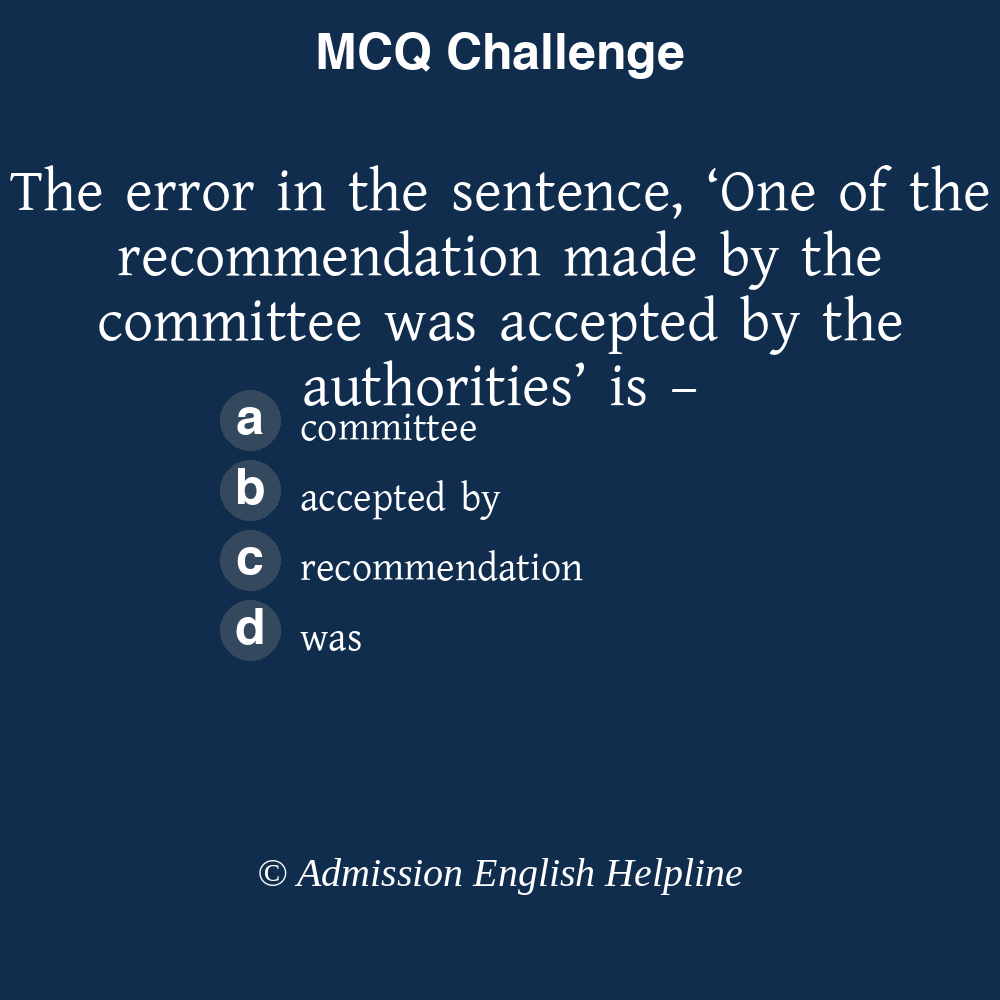 MCQ Challenge
The error in the sentence, ‘One of the
recommendation made by the
committee was accepted by the
authorities’ is –
a committee
b accepted by
c recommendation
d was
© Admission English Helpline